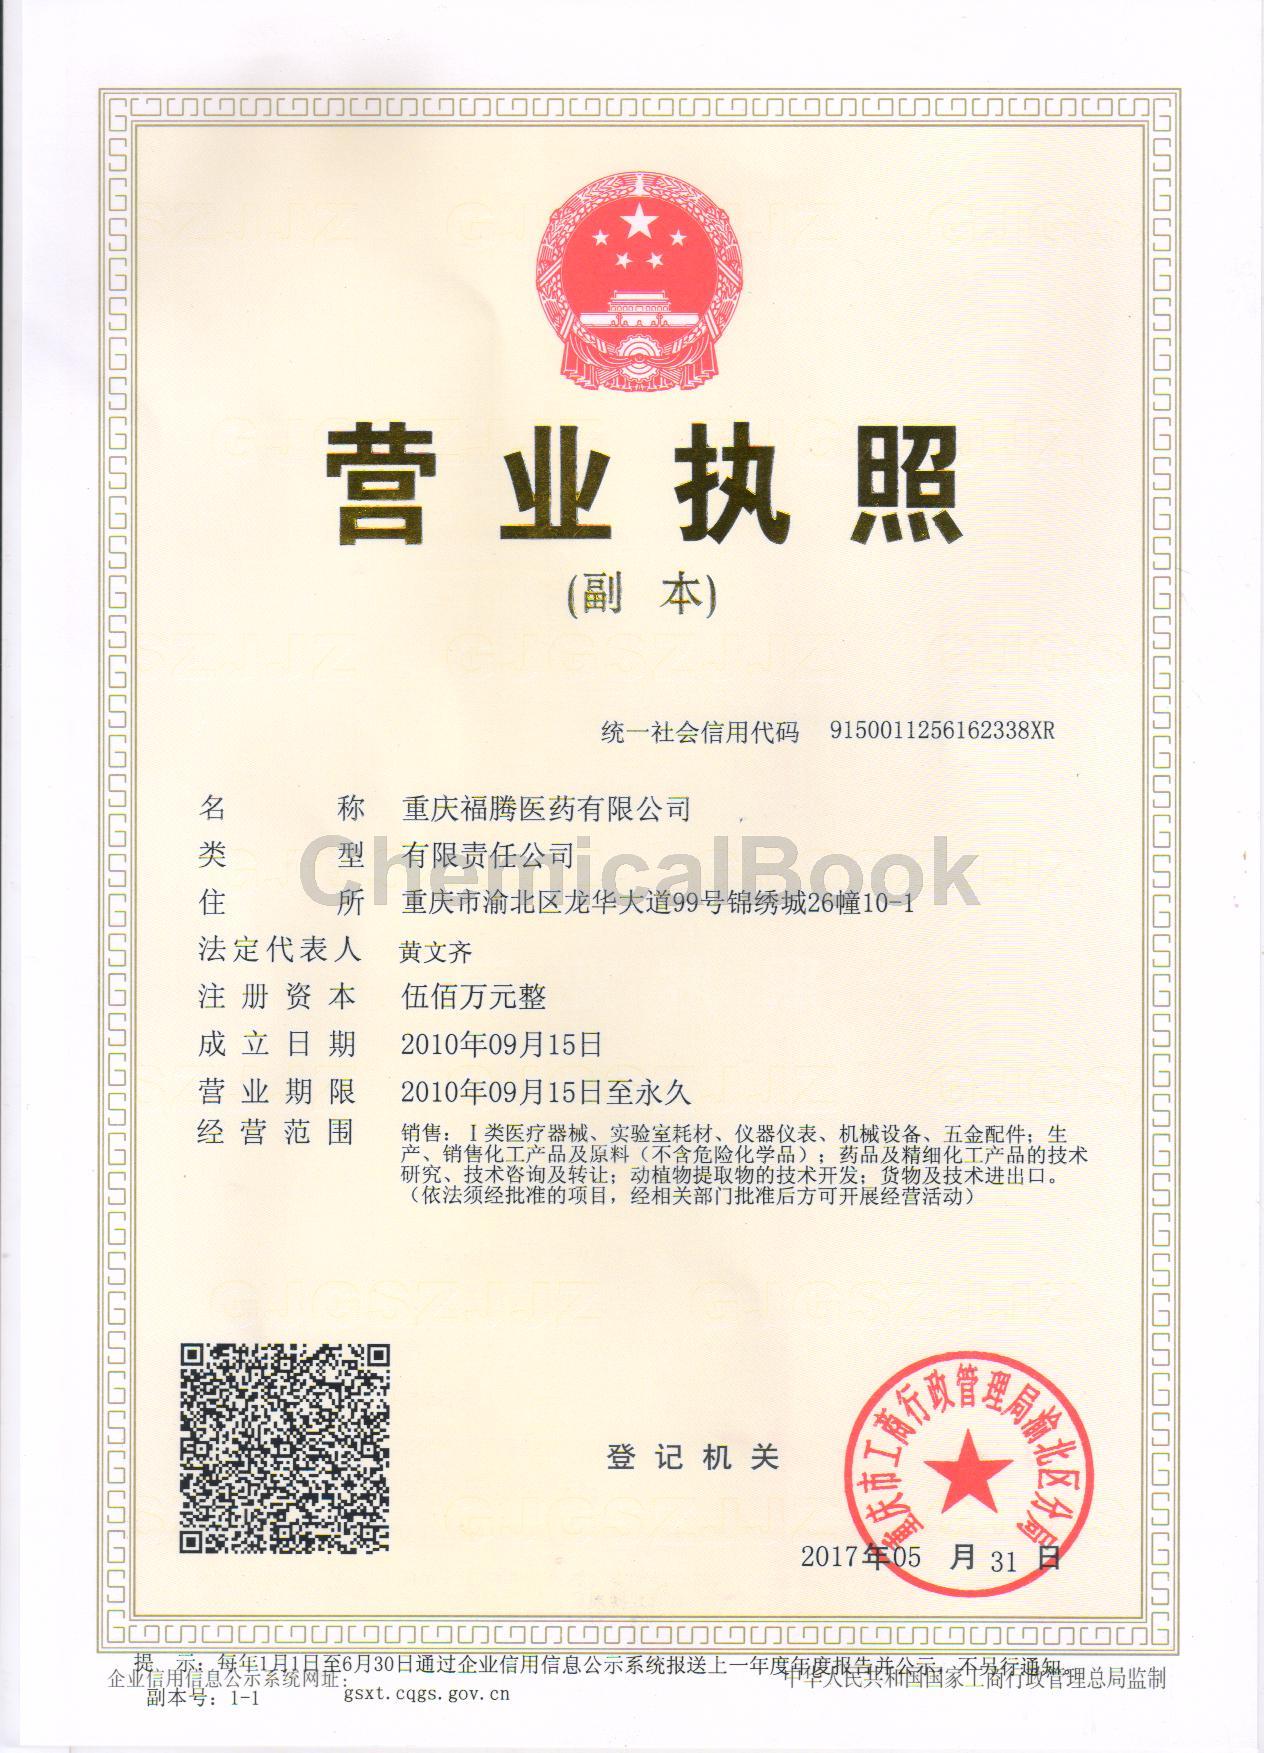 营业执照
(副 本)
统一社会信用代码 9150011256162338XR
名 称 重庆福腾医药有限公司
类 型 有限责任公司
ChemicalBook
住 所 重庆市渝北区龙华大道99号锦绣城26幢10-1
法定代表人 黄文齐
注册资本 伍佰万元整
成立日期 2010年09月15日
营业期限 2010年09月15日至永久
经营范围 销售：Ⅰ类医疗器械、实验室耗材、仪器仪表、机械设备、五金配件；生
产、销售化工产品及原料（不含危险化学品）；药品及精细化工产品的技术
研究、技术咨询及转让；动植物提取物的技术开发；货物及技术进出口。
（依法须经批准的项目，经相关部门批准后方可开展经营活动）
登记机关
重庆市工商行政管理局渝北区分局
2017年05月31日
提 示：每年1月1日至6月30日通过企业信用信息公示系统报送上一年度年度报告并公示，不另行通知。
企业信用信息公示系统网址：
gsxt.cqgs.gov.cn
中华人民共和国国家工商行政管理总局监制
副本号：1-1